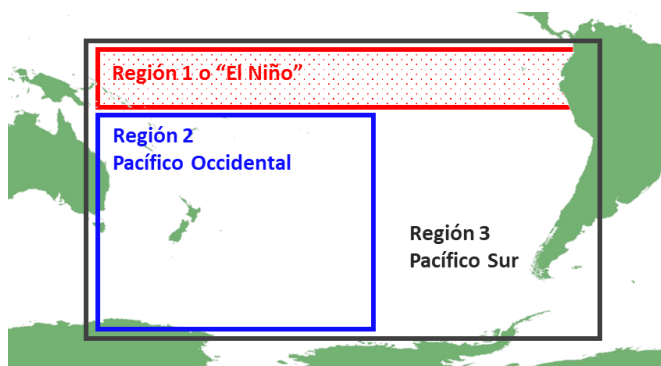 Región 1 o “El Niño”
Región 2
Pacífico Occidental
Región 3
Pacífico Sur